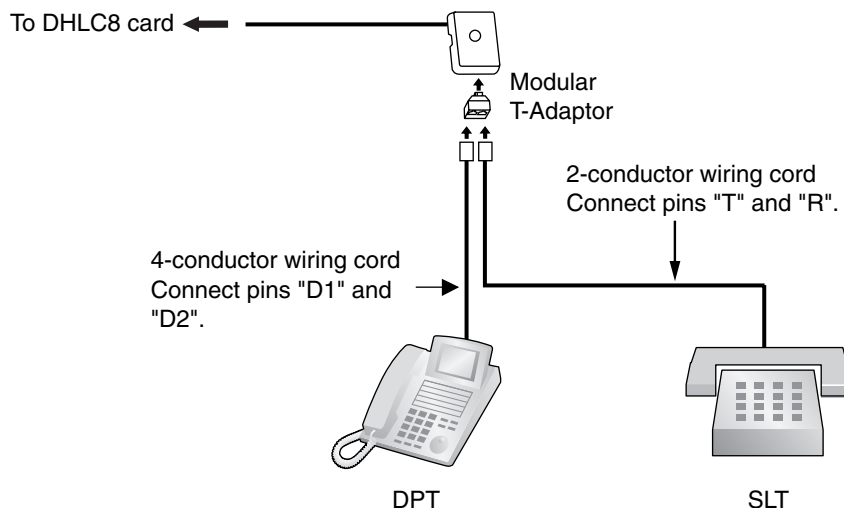 To DHLC8 card
Modular
T-Adaptor
2-conductor wiring cord
Connect pins "T" and "R".
4-conductor wiring cord
Connect pins "D1" and
"D2".
DPT
SLT